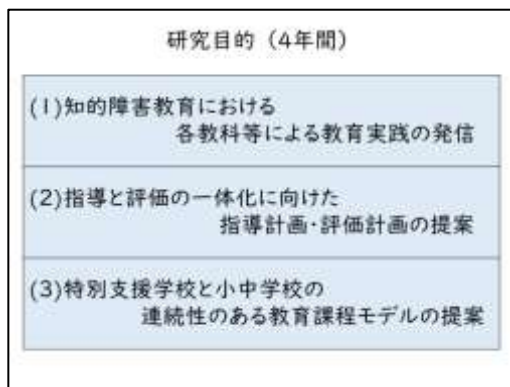 研究目的（4年間）
(1)知的障害教育における
各教科等による教育実践の発信
(2)指導と評価の一体化に向けた
指導計画・評価計画の提案
(3)特別支援学校と小中学校の
連続性のある教育課程モデルの提案